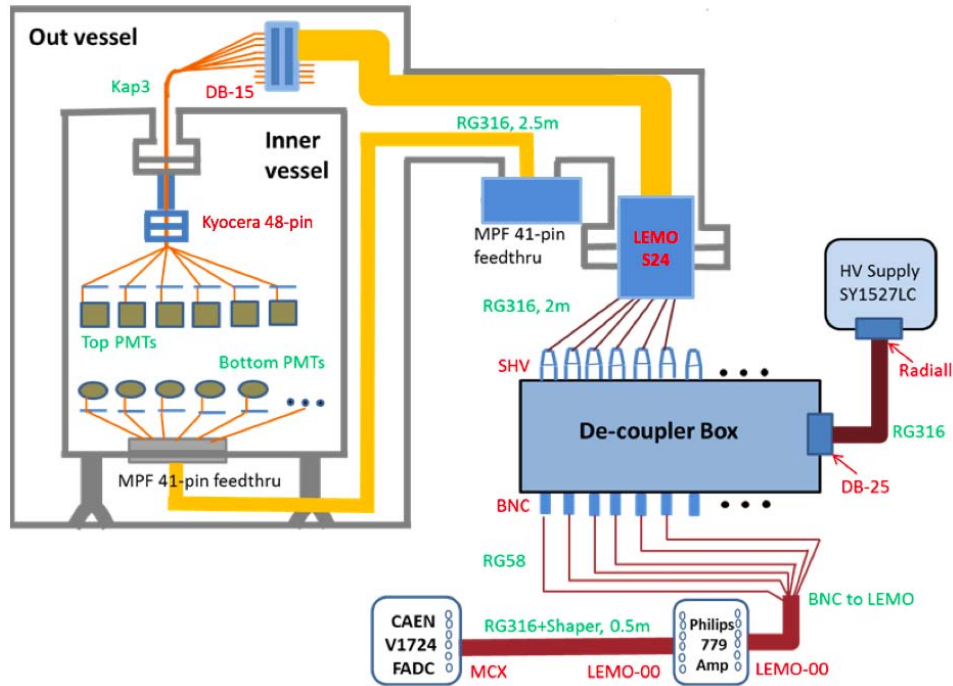 Out vessel
Kap3
DB-15
RG316, 2.5m
Inner
vessel
Kyocera 48-pin
MPF 41-pin
feedthru
LEMO
S24
HV Supply
SY1527LC
RG316, 2m
Top PMTs
Bottom PMTs
SHV
Radiall
De-coupler Box
RG316
MPF 41-pin feedthru
DB-25
BNC
RG58
BNC to LEMO
CAEN
V1724
FADC
RG316+Shaper, 0.5m
Philips
779
Amp
MCX
LEMO-00
LEMO-00